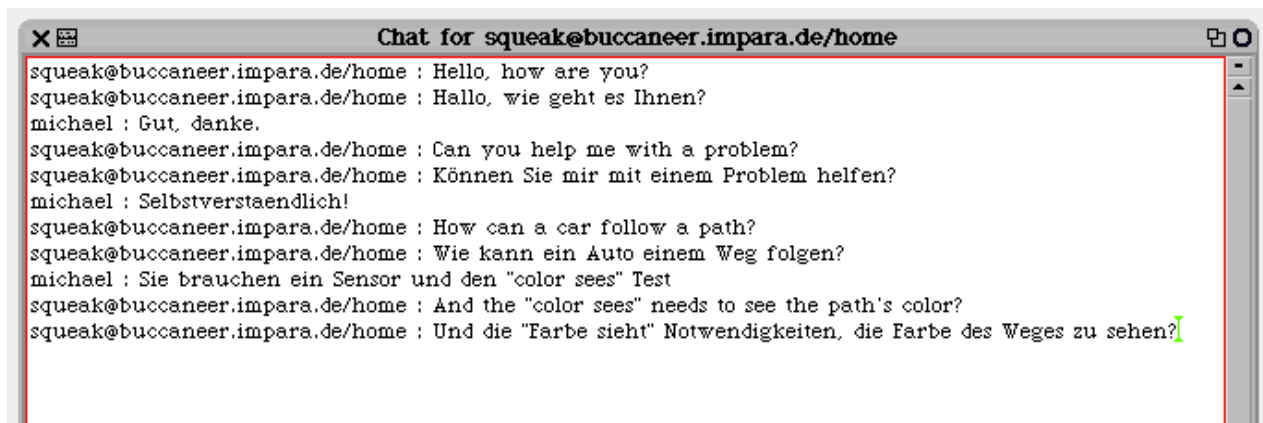 Chat for squeak@buccaneer.impara.de/home
squeak@buccaneer.impara.de/home : Hello, how are you?
squeak@buccaneer.impara.de/home : Hallo, wie geht es Ihnen?
michael : Gut, danke.
squeak@buccaneer.impara.de/home : Can you help me with a problem?
squeak@buccaneer.impara.de/home : Können Sie mir mit einem Problem helfen?
michael : Selbstverstaendlich!
squeak@buccaneer.impara.de/home : How can a car follow a path?
squeak@buccaneer.impara.de/home : Wie kann ein Auto einem Weg folgen?
michael : Sie brauchen ein Sensor und den "color sees" Test
squeak@buccaneer.impara.de/home : And the "color sees" needs to see the path's color?
squeak@buccaneer.impara.de/home : Und die "Farbe sieht" Notwendigkeiten, die Farbe des Weges zu sehen?